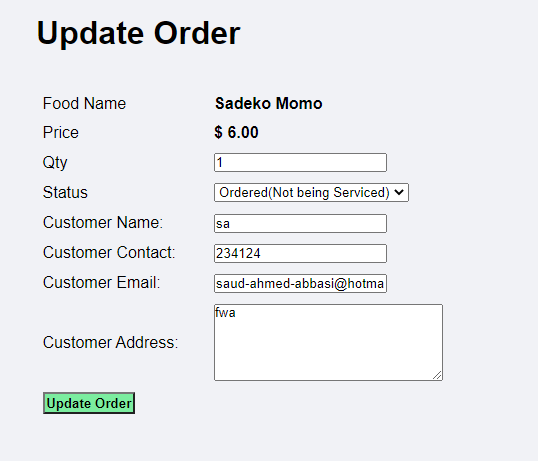 Update Order
Food Name Sadeko Momo
Price $ 6.00
Qty 1
Status Ordered(Not being Serviced)
Customer Name: sa
Customer Contact: 234124
Customer Email: saud-ahmed-abbasi@hotma
Customer Address: fwa
Update Order